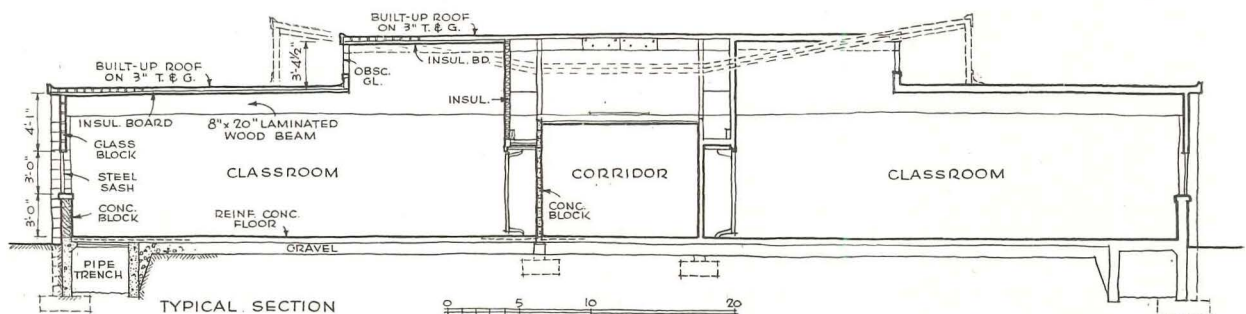 BUILT-UP ROOF
ON 3" T. & G.
BUILT-UP ROOF
ON 3" T. & G.
3'-4½"
OBSC.
GL.
INSUL. BD.
INSUL.
INSUL. BOARD
8" x 20" LAMINATED
WOOD BEAM
4'-1"
GLASS
BLOCK
3'-0"
STEEL
SASH
CLASSROOM
CORRIDOR
CLASSROOM
3'-0"
CONC.
BLOCK
REINF. CONC.
FLOOR
CONC.
BLOCK
GRAVEL
PIPE
TRENCH
TYPICAL SECTION
0 5 10 20